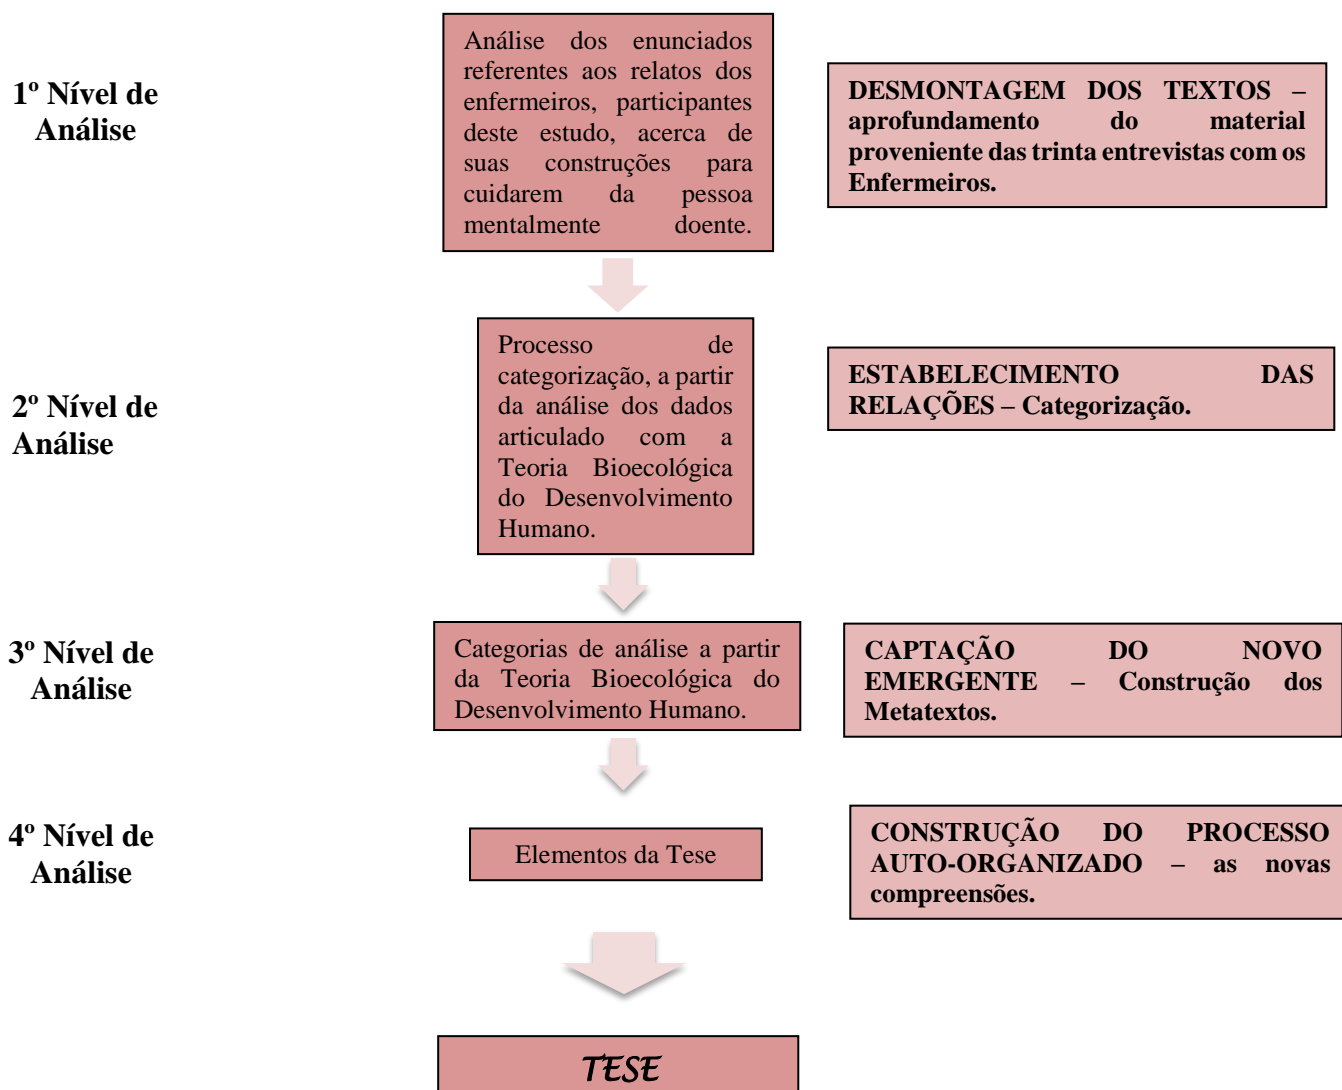 1º Nível de
Análise
Análise dos enunciados
referentes aos relatos dos
enfermeiros, participantes
deste estudo, acerca de
suas construções para
cuidarem da pessoa
mentalmente doente.
DESMONTAGEM DOS TEXTOS –
aprofundamento do material
proveniente das trinta entrevistas com os
Enfermeiros.
2º Nível de
Análise
Processo de
categorização, a partir
da análise dos dados
articulado com a
Teoria Bioecológica
do Desenvolvimento
Humano.
ESTABELECIMENTO DAS
RELAÇÕES – Categorização.
3º Nível de
Análise
Categorias de análise a partir
da Teoria Bioecológica do
Desenvolvimento Humano.
CAPTAÇÃO DO NOVO
EMERGENTE – Construção dos
Metatextos.
4º Nível de
Análise
Elementos da Tese
CONSTRUÇÃO DO PROCESSO
AUTO-ORGANIZADO – as novas
compreensões.
TESE